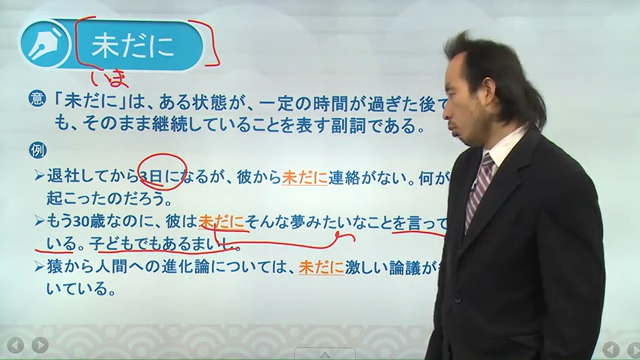 未だに
いま
意 「未だに」は、ある状態が、一定の時間が過ぎた後で
も、そのまま継続していることを表す副詞である。
例
➢退社してから3日になるが、彼から未だに連絡がない。何が
起こったのだろう。
➢もう30歳なのに、彼は未だにそんな夢みたいなことを言って
いる。子どもでもあるまいし。
➢猿から人間への進化論については、未だに激しい論議が
いている。